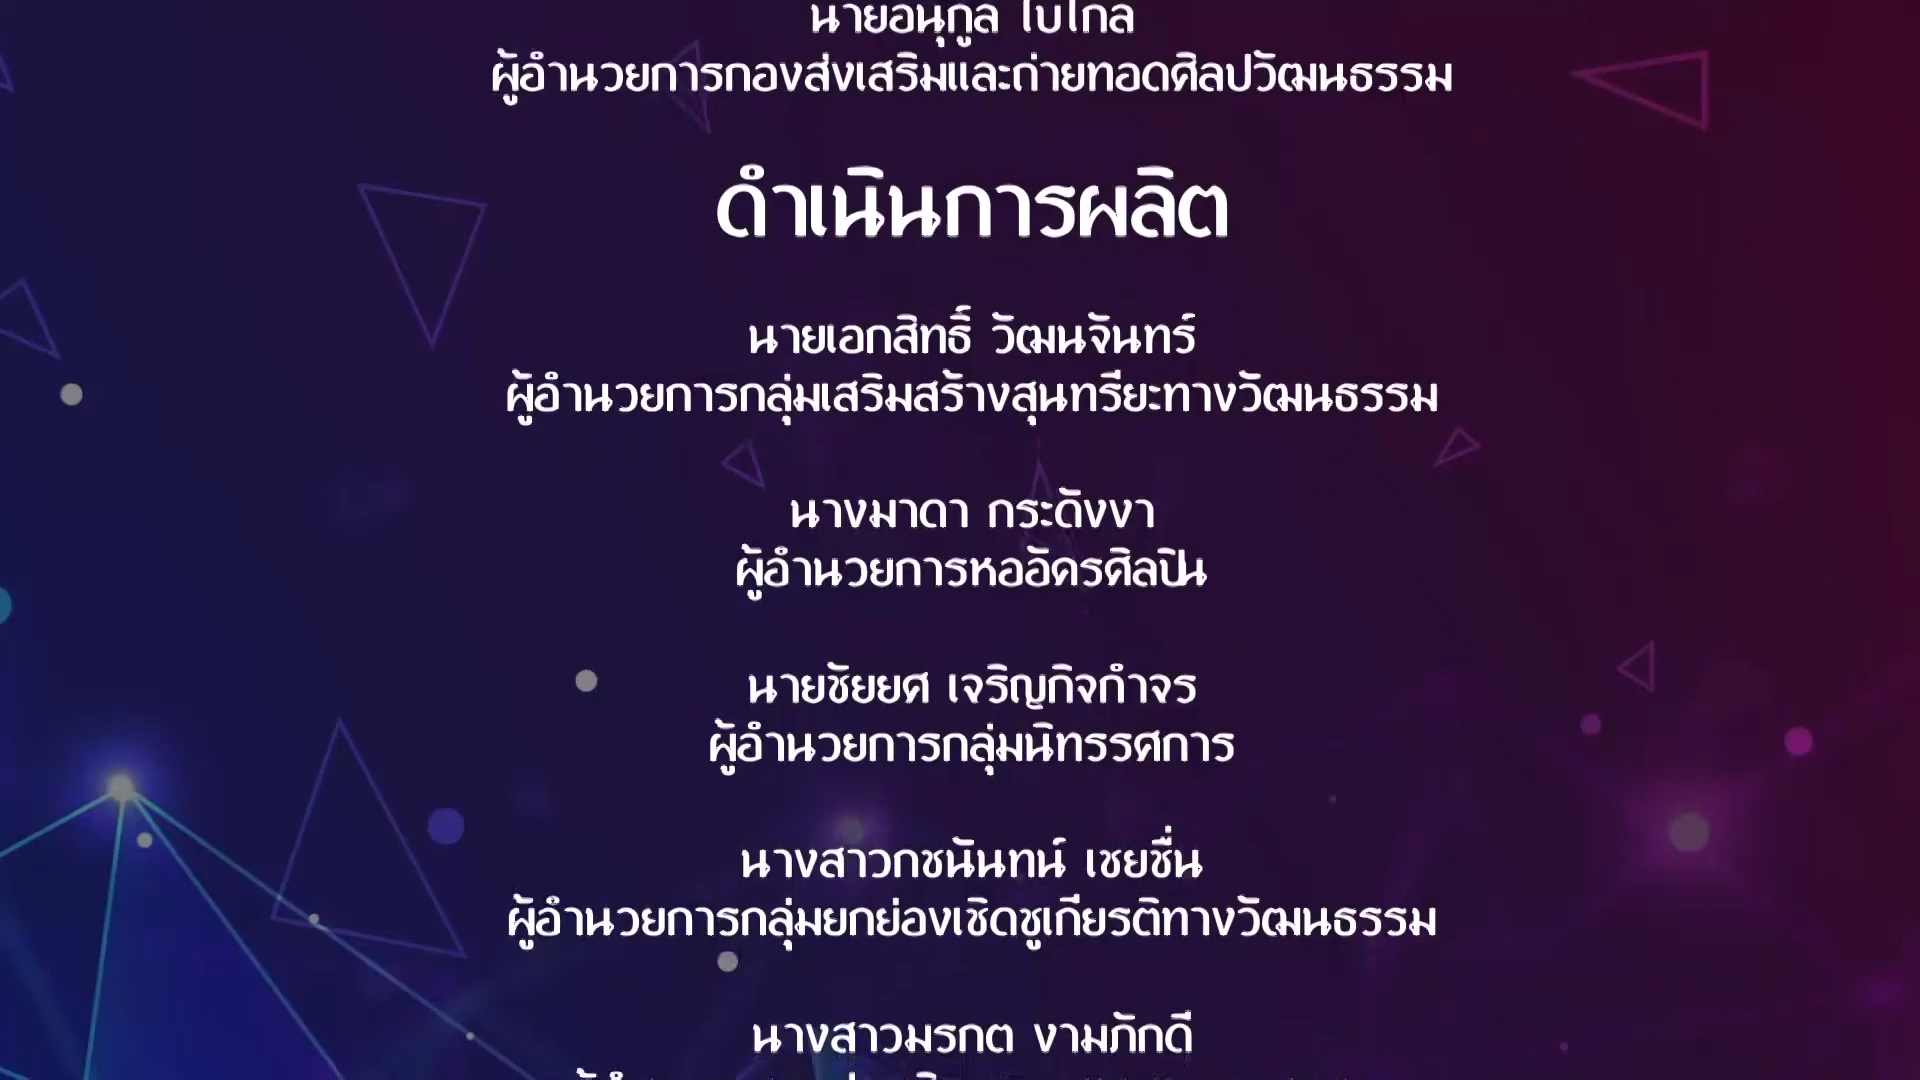 นายอนุกูล ใบไกล
ผู้อำนวยการกองส่งเสริมและถ่ายทอดศิลปวัฒนธรรม
ดำเนินการผลิต
นายเอกสิทธิ์ วัฒนจันทร์
ผู้อำนวยการกลุ่มเสริมสร้างสุนทรียะทางวัฒนธรรม
นางมาดา กระดังงา
ผู้อำนวยการหออัครศิลปิน
นายชัยยศ เจริญกิจกำจร
ผู้อำนวยการกลุ่มนิทรรศการ
นางสาวกชนันทน์ เชยชื่น
ผู้อำนวยการกลุ่มยกย่องเชิดชูเกียรติทางวัฒนธรรม
นางสาวมรกต งามภักดี